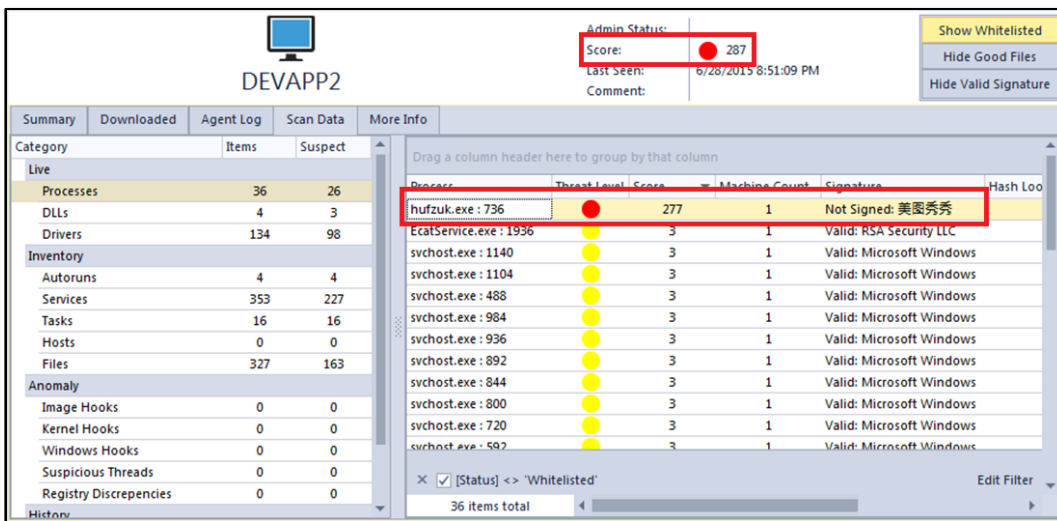 DEVAPP2
Admin Status:
Score: 287
Last Seen: 6/28/2015 8:51:09 PM
Comment:
Show Whitelisted
Hide Good Files
Hide Valid Signature
Summary Downloaded Agent Log Scan Data More Info
Category Items Suspect
Live
Processes 36 26
DLLs 4 3
Drivers 134 98
Inventory
Autoruns 4 4
Services 353 227
Tasks 16 16
Hosts 0 0
Files 327 163
Anomaly
Image Hooks 0 0
Kernel Hooks 0 0
Windows Hooks 0 0
Suspicious Threads 0 0
Registry Discrepencies 0 0
History
Drag a column header here to group by that column
Process Threat Level Score Machine Count Signature Hash Loo
hufzuk.exe : 736 277 1 Not Signed: 美图秀秀
EcatService.exe : 1936 3 1 Valid: RSA Security LLC
svchost.exe : 1140 3 1 Valid: Microsoft Windows
svchost.exe : 1104 3 1 Valid: Microsoft Windows
svchost.exe : 488 3 1 Valid: Microsoft Windows
svchost.exe : 984 3 1 Valid: Microsoft Windows
svchost.exe : 936 3 1 Valid: Microsoft Windows
svchost.exe : 892 3 1 Valid: Microsoft Windows
svchost.exe : 844 3 1 Valid: Microsoft Windows
svchost.exe : 800 3 1 Valid: Microsoft Windows
svchost.exe : 720 3 1 Valid: Microsoft Windows
svchost.exe : 592 3 1 Valid: Microsoft Windows
[Status] <> 'Whitelisted' Edit Filter
36 items total